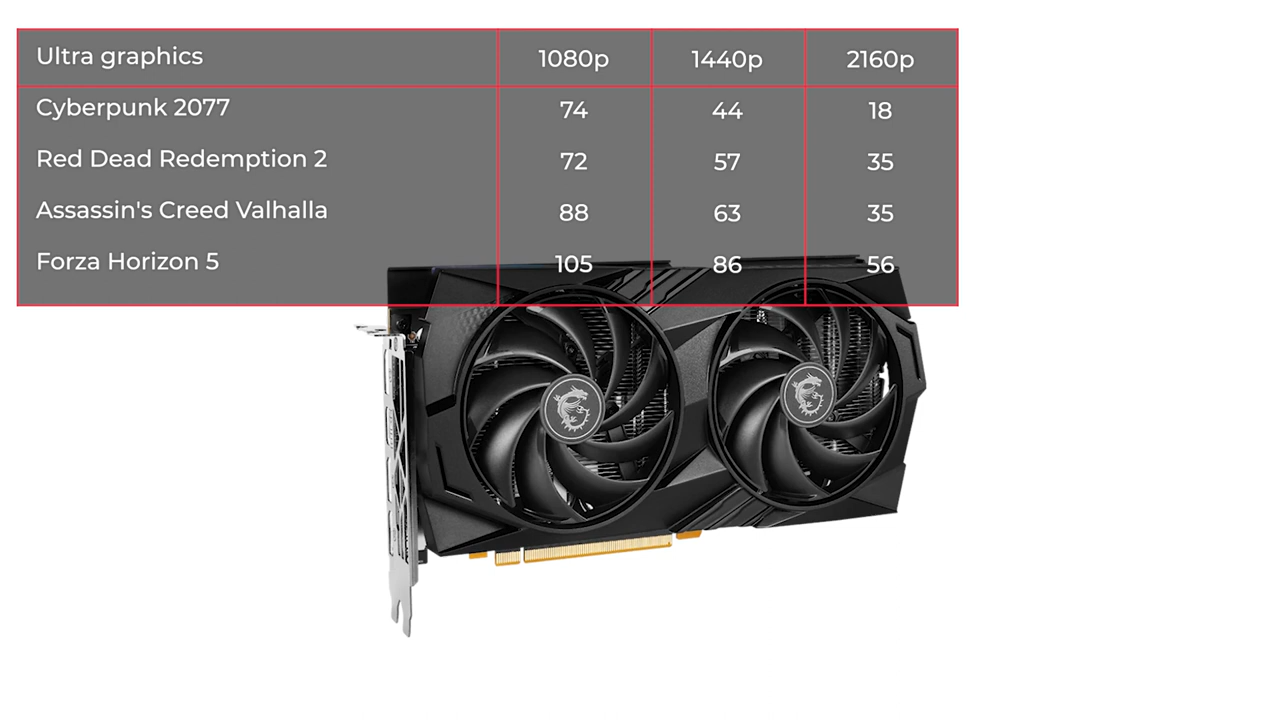 Ultra graphics 1080p 1440p 2160p
Cyberpunk 2077 74 44 18
Red Dead Redemption 2 72 57 35
Assassin's Creed Valhalla 88 63 35
Forza Horizon 5 105 86 56